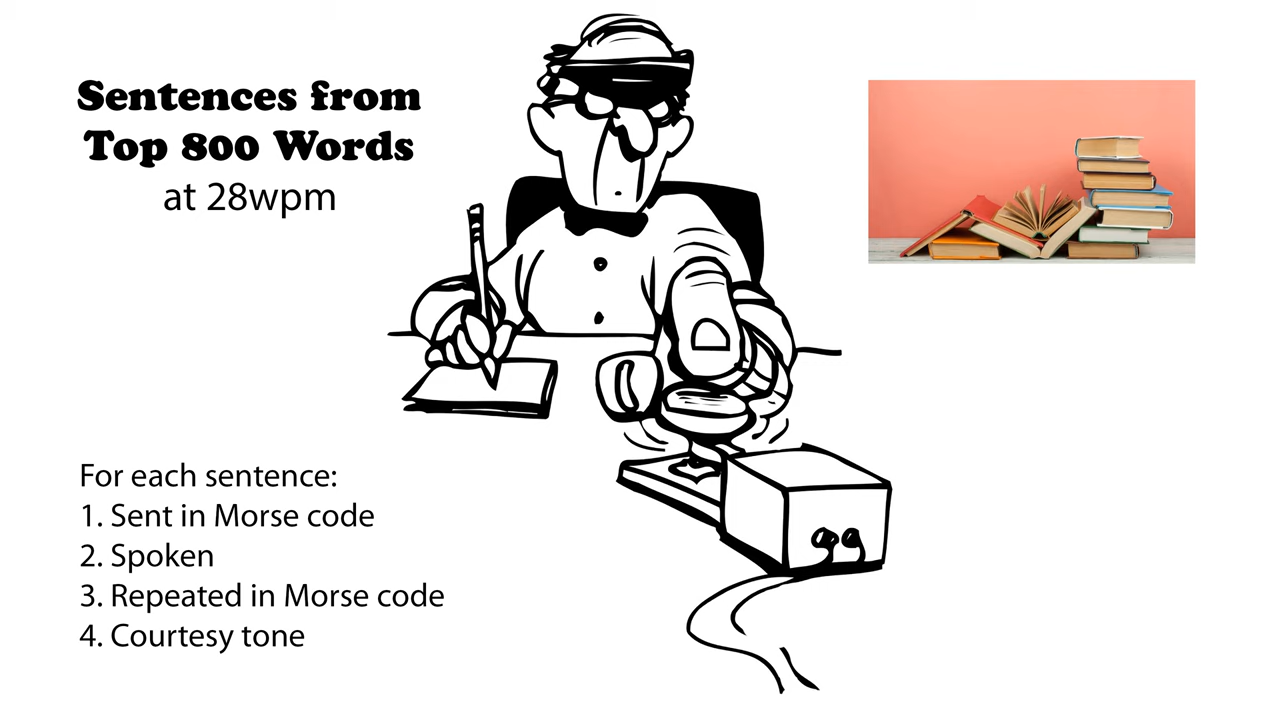 Sentences from
Top 800 Words
at 28wpm
For each sentence:
1. Sent in Morse code
2. Spoken
3. Repeated in Morse code
4. Courtesy tone